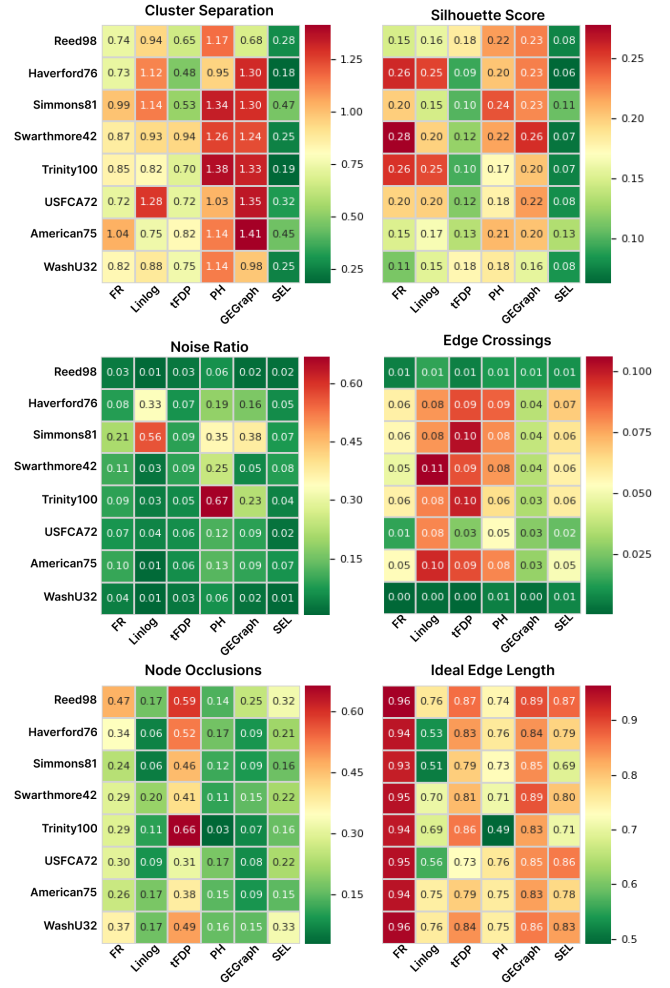 Cluster Separation
Reed98 0.74 0.94 0.65 1.17 0.68 0.28
Haverford76 0.73 1.12 0.48 0.95 1.30 0.18
Simmons81 0.99 1.14 0.53 1.34 1.30 0.47
Swarthmore42 0.87 0.93 0.94 1.26 1.24 0.25
Trinity100 0.85 0.82 0.70 1.38 1.33 0.19
USFCA72 0.72 1.28 0.72 1.03 1.35 0.32
American75 1.04 0.75 0.82 1.14 1.41 0.45
WashU32 0.82 0.88 0.75 1.14 0.98 0.25
FR Linlog tFDP PH GEGraph SEL
1.25
1.00
0.75
0.50
0.25
Silhouette Score
0.15 0.16 0.18 0.22 0.23 0.08
0.26 0.25 0.09 0.20 0.23 0.06
0.20 0.15 0.10 0.24 0.23 0.11
0.28 0.20 0.12 0.22 0.26 0.07
0.26 0.25 0.10 0.17 0.20 0.07
0.20 0.20 0.12 0.18 0.22 0.08
0.15 0.17 0.13 0.21 0.20 0.13
0.11 0.15 0.18 0.18 0.16 0.08
FR Linlog tFDP PH GEGraph SEL
0.25
0.20
0.15
0.10
Noise Ratio
Reed98 0.03 0.01 0.03 0.06 0.02 0.02
Haverford76 0.08 0.33 0.07 0.19 0.16 0.05
Simmons81 0.21 0.56 0.09 0.35 0.38 0.07
Swarthmore42 0.11 0.03 0.09 0.25 0.05 0.08
Trinity100 0.09 0.03 0.05 0.67 0.23 0.04
USFCA72 0.07 0.04 0.06 0.12 0.09 0.02
American75 0.10 0.01 0.06 0.13 0.09 0.07
WashU32 0.04 0.01 0.03 0.06 0.02 0.01
FR Linlog tFDP PH GEGraph SEL
0.60
0.45
0.30
0.15
Edge Crossings
0.01 0.01 0.01 0.01 0.01 0.01
0.06 0.08 0.09 0.09 0.04 0.07
0.06 0.08 0.10 0.08 0.04 0.06
0.05 0.11 0.09 0.08 0.04 0.06
0.06 0.08 0.10 0.06 0.03 0.06
0.01 0.08 0.03 0.05 0.03 0.02
0.05 0.10 0.09 0.08 0.03 0.05
0.00 0.00 0.00 0.01 0.00 0.01
FR Linlog tFDP PH GEGraph SEL
0.100
0.075
0.050
0.025
Node Occlusions
Reed98 0.47 0.17 0.59 0.14 0.25 0.32
Haverford76 0.34 0.06 0.52 0.17 0.09 0.21
Simmons81 0.24 0.06 0.46 0.12 0.09 0.16
Swarthmore42 0.29 0.20 0.41 0.11 0.15 0.22
Trinity100 0.29 0.11 0.66 0.03 0.07 0.16
USFCA72 0.30 0.09 0.31 0.17 0.08 0.22
American75 0.26 0.17 0.38 0.15 0.09 0.15
WashU32 0.37 0.17 0.49 0.16 0.15 0.33
FR Linlog tFDP PH GEGraph SEL
0.60
0.45
0.30
0.15
Ideal Edge Length
0.96 0.76 0.87 0.74 0.89 0.87
0.94 0.53 0.83 0.76 0.84 0.79
0.93 0.51 0.79 0.73 0.85 0.69
0.95 0.70 0.81 0.71 0.89 0.80
0.94 0.69 0.86 0.49 0.83 0.71
0.95 0.56 0.73 0.76 0.85 0.86
0.94 0.75 0.79 0.75 0.83 0.78
0.96 0.76 0.84 0.75 0.86 0.83
FR Linlog tFDP PH GEGraph SEL
0.9
0.8
0.7
0.6
0.5